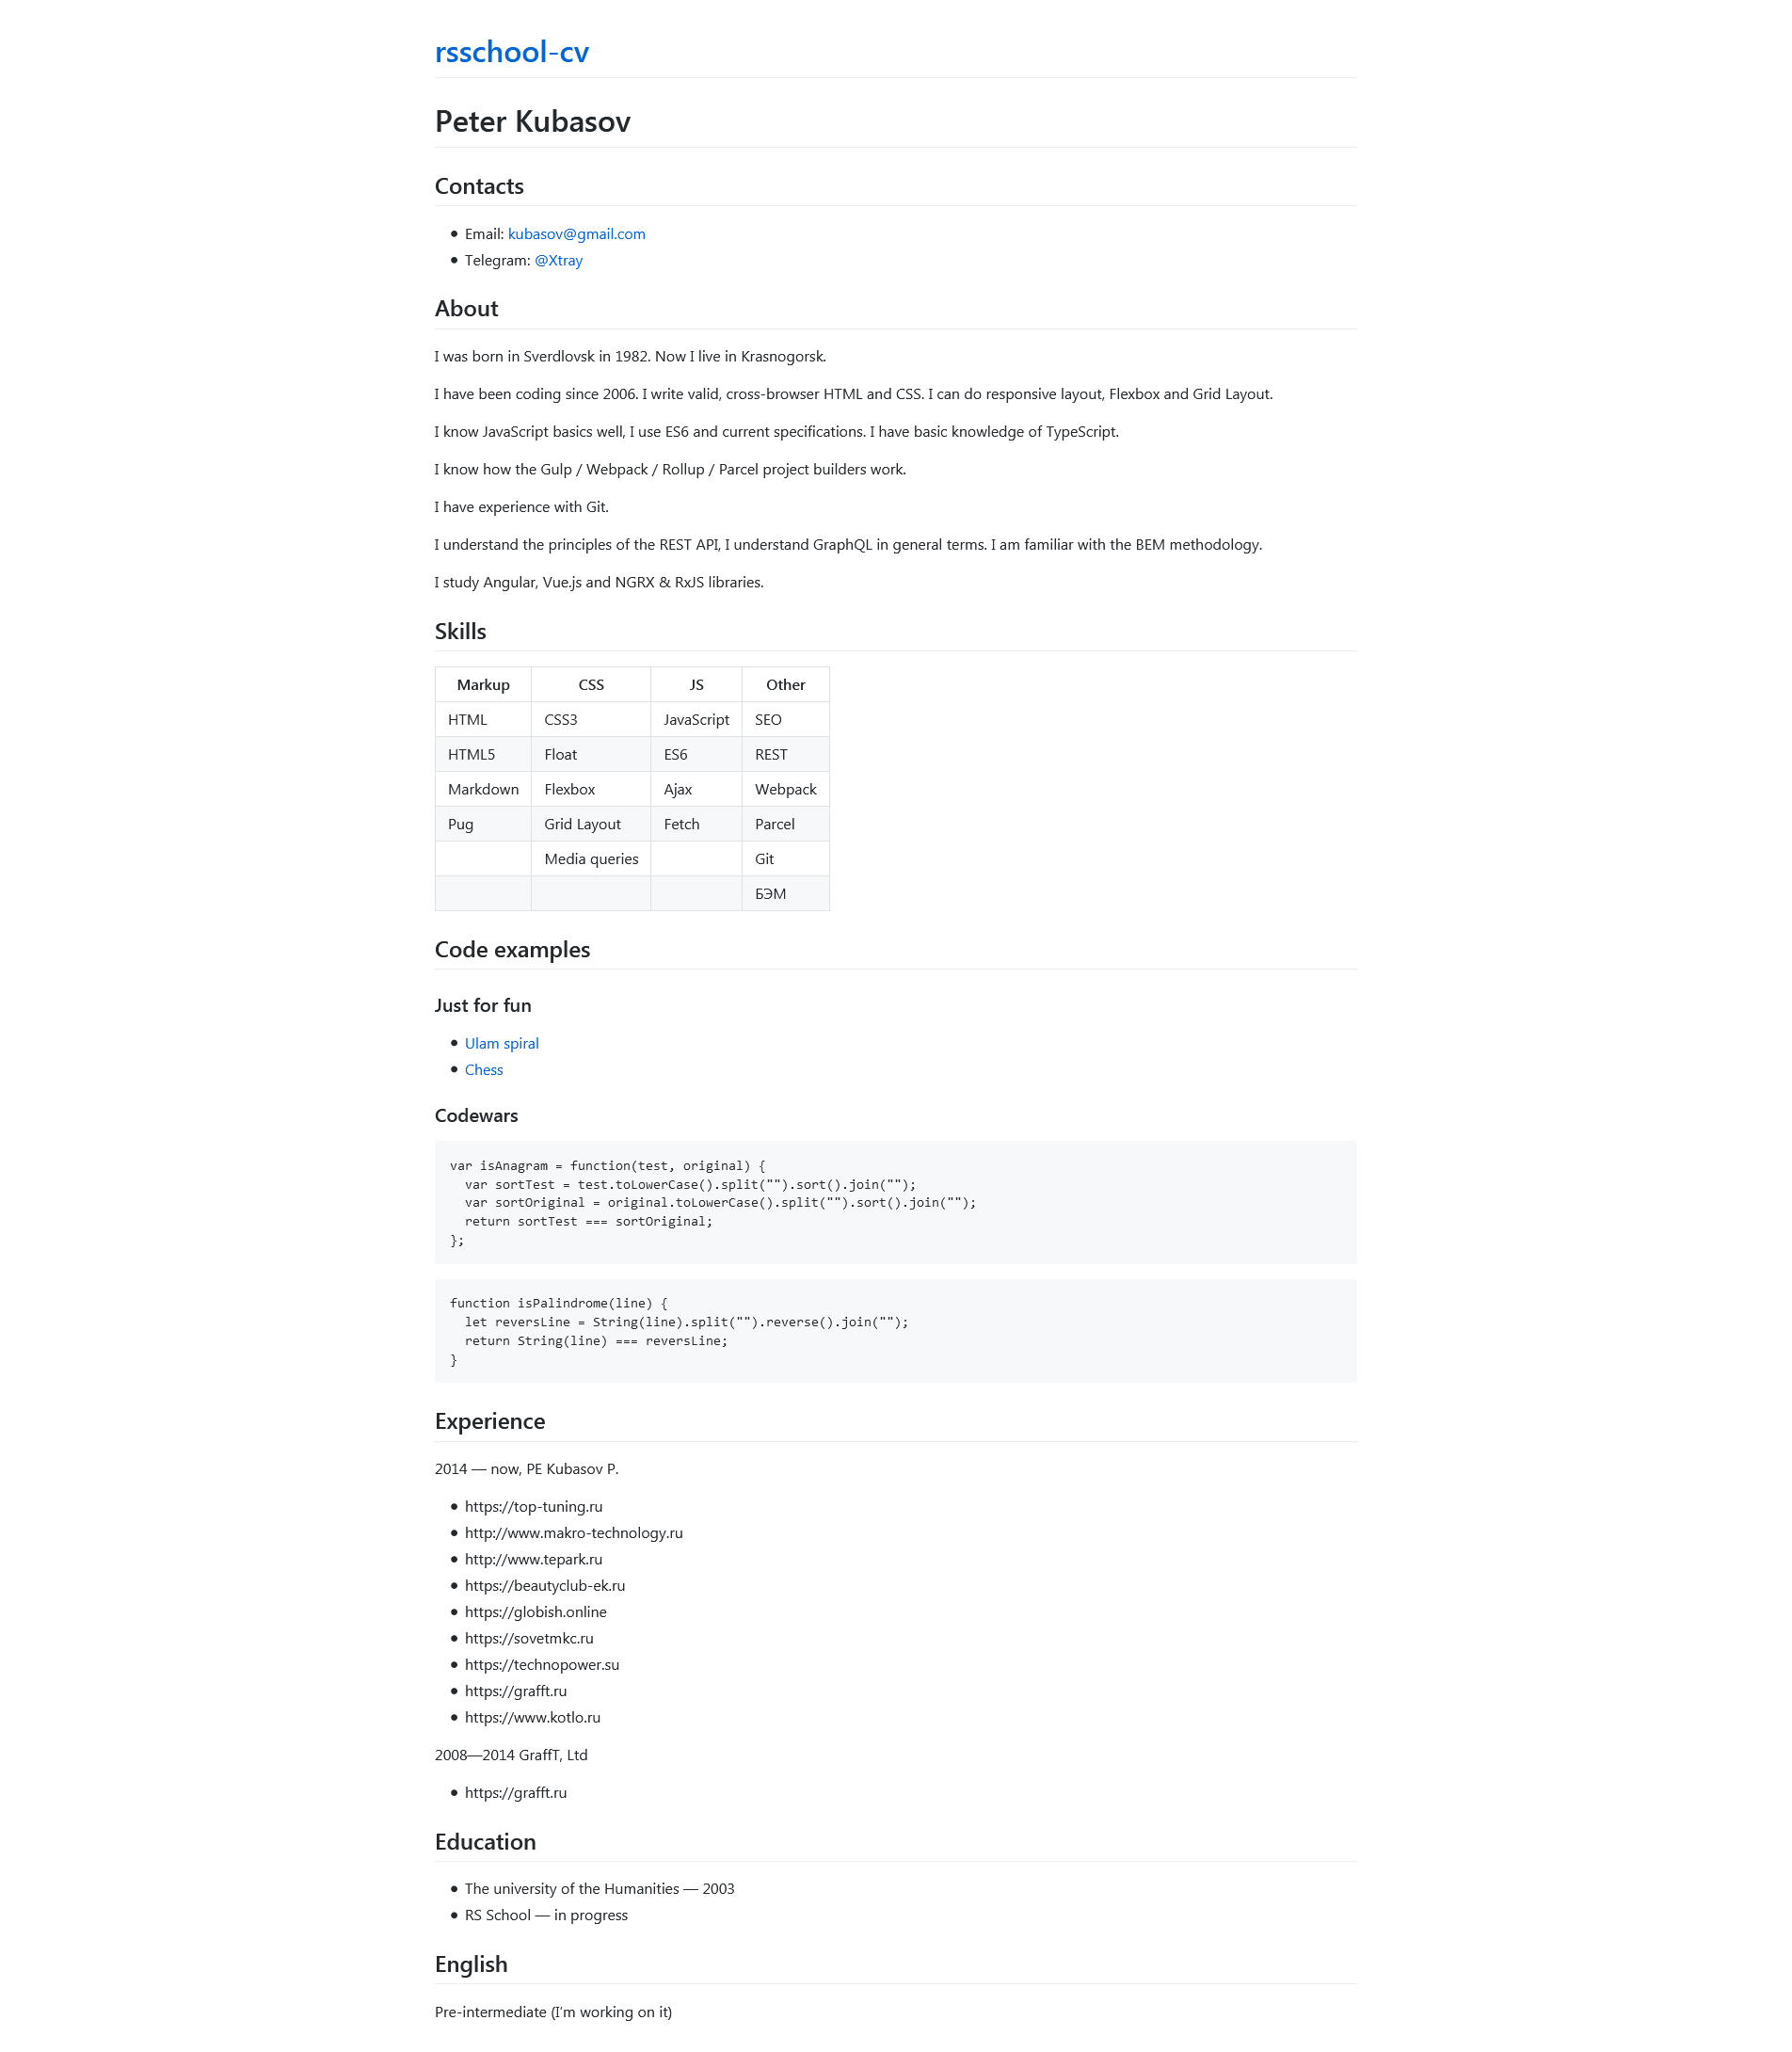 rsschool-cv
Peter Kubasov
Contacts
Email: kubasov@gmail.com
Telegram: @Xtray
About
I was born in Sverdlovsk in 1982. Now I live in Krasnogorsk.
I have been coding since 2006. I write valid, cross-browser HTML and CSS. I can do responsive layout, Flexbox and Grid Layout.
I know JavaScript basics well, I use ES6 and current specifications. I have basic knowledge of TypeScript.
I know how the Gulp / Webpack / Rollup / Parcel project builders work.
I have experience with Git.
I understand the principles of the REST API, I understand GraphQL in general terms. I am familiar with the BEM methodology.
I study Angular, Vue.js and NGRX & RxJS libraries.
Skills
Markup CSS JS Other
HTML CSS3 JavaScript SEO
HTML5 Float ES6 REST
Markdown Flexbox Ajax Webpack
Pug Grid Layout Fetch Parcel
Media queries Git
БЭМ
Code examples
Just for fun
Ulam spiral
Chess
Codewars
var isAnagram = function(test, original) {
var sortTest = test.toLowerCase().split("").sort().join("");
var sortOriginal = original.toLowerCase().split("").sort().join("");
return sortTest === sortOriginal;
};
function isPalindrome(line) {
let reversLine = String(line).split("").reverse().join("");
return String(line) === reversLine;
}
Experience
2014 — now, PE Kubasov P.
https://top-tuning.ru
http://www.makro-technology.ru
http://www.tepark.ru
https://beautyclub-ek.ru
https://globish.online
https://sovetmkc.ru
https://technopower.su
https://grafft.ru
https://www.kotlo.ru
2008—2014 GraffT, Ltd
https://grafft.ru
Education
The university of the Humanities — 2003
RS School — in progress
English
Pre-intermediate (I'm working on it)